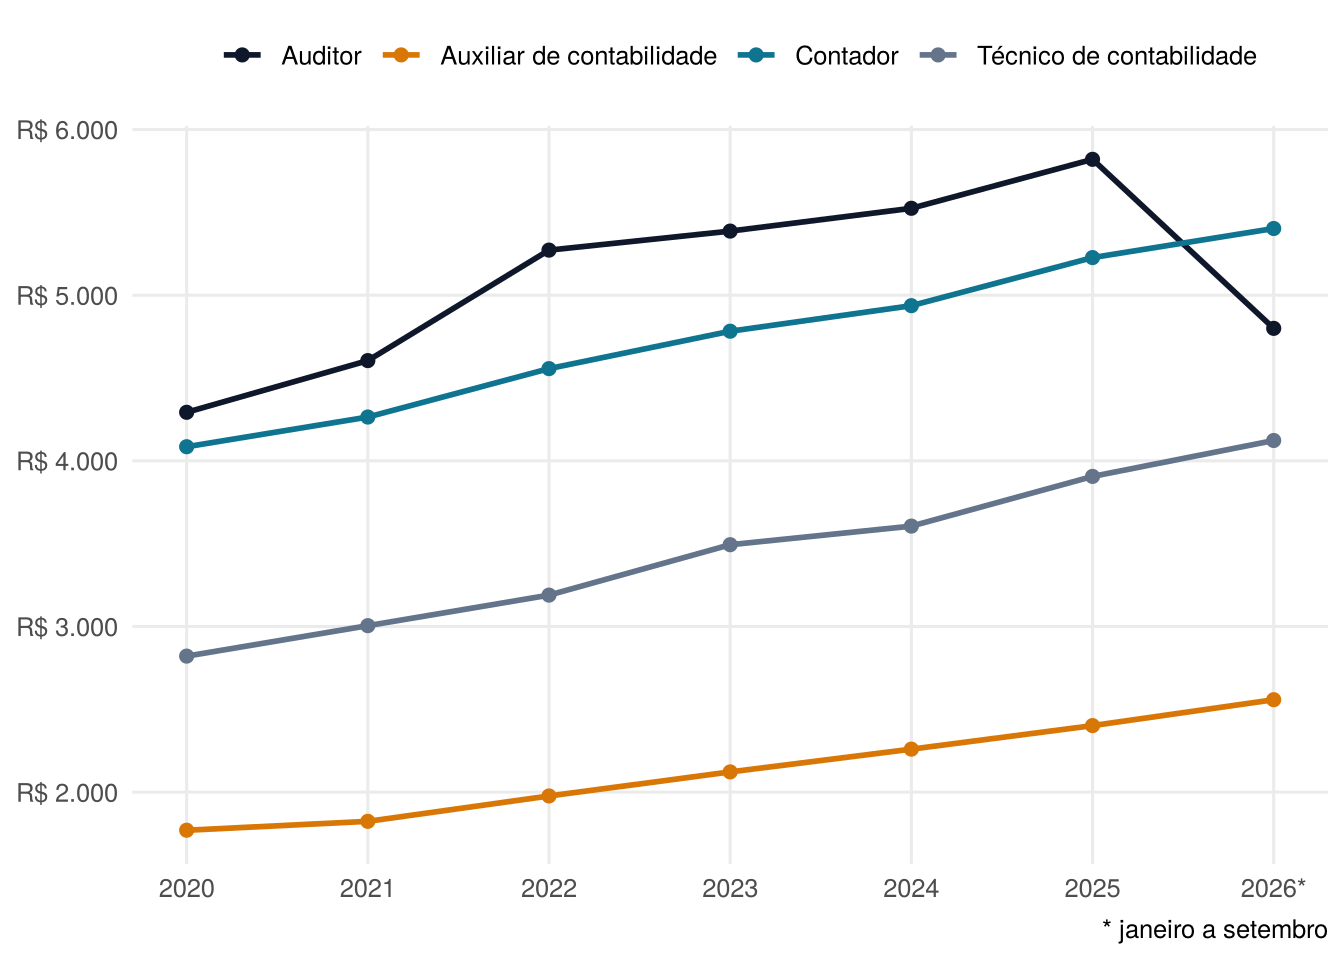 Auditor Auxiliar de contabilidade Contador Técnico de contabilidade
R$ 6.000
R$ 5.000
R$ 4.000
R$ 3.000
R$ 2.000
2020 2021 2022 2023 2024 2025 2026*
* janeiro a setembro